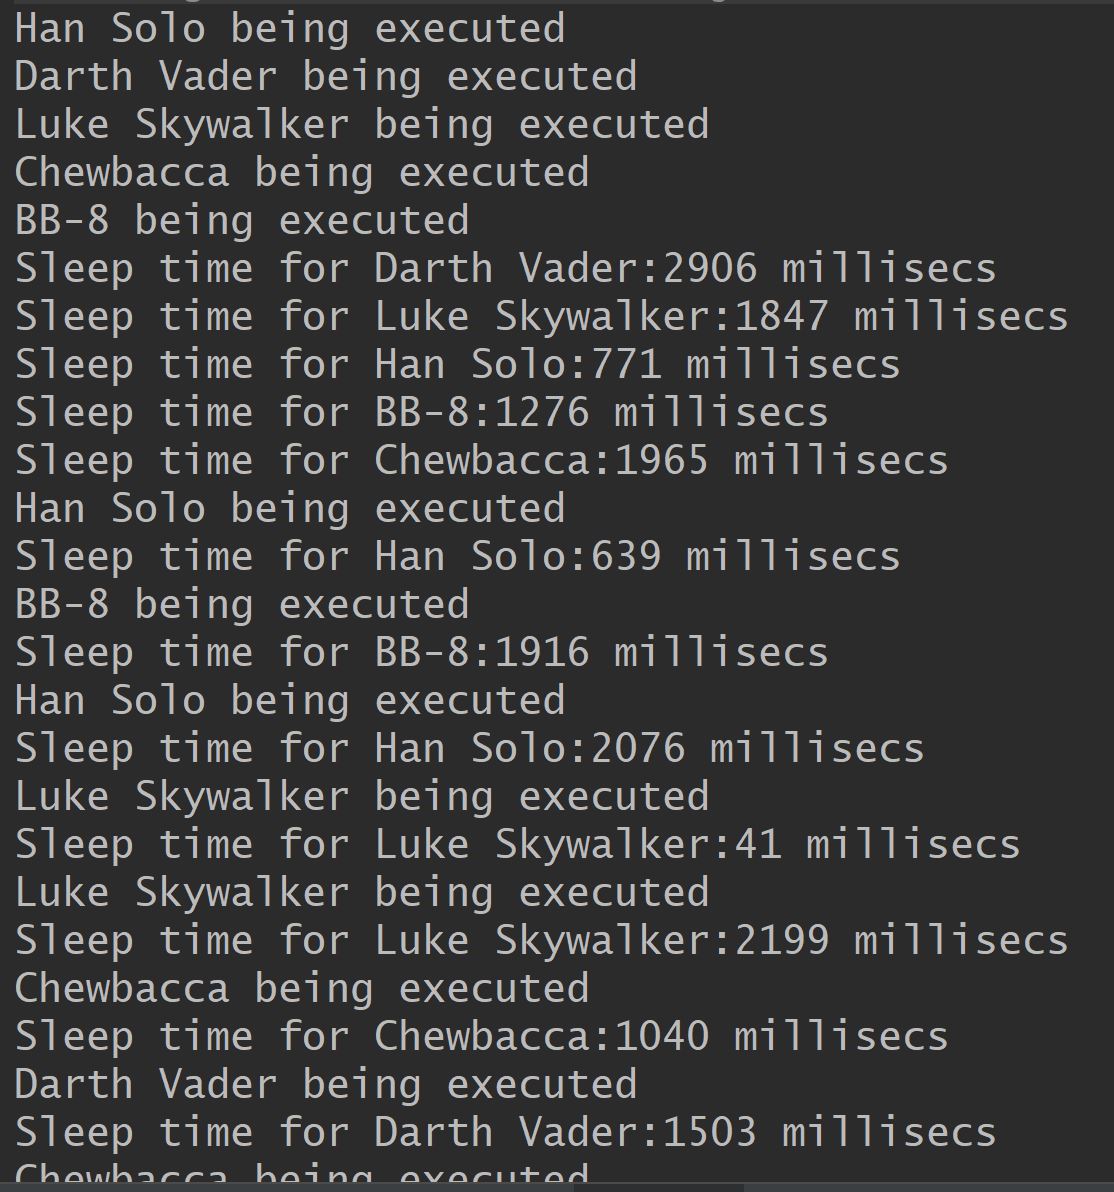 Han Solo being executed
Darth Vader being executed
Luke Skywalker being executed
Chewbacca being executed
BB-8 being executed
Sleep time for Darth Vader:2906 millisecs
Sleep time for Luke Skywalker:1847 millisecs
Sleep time for Han Solo:771 millisecs
Sleep time for BB-8:1276 millisecs
Sleep time for Chewbacca:1965 millisecs
Han Solo being executed
Sleep time for Han Solo:639 millisecs
BB-8 being executed
Sleep time for BB-8:1916 millisecs
Han Solo being executed
Sleep time for Han Solo:2076 millisecs
Luke Skywalker being executed
Sleep time for Luke Skywalker:41 millisecs
Luke Skywalker being executed
Sleep time for Luke Skywalker:2199 millisecs
Chewbacca being executed
Sleep time for Chewbacca:1040 millisecs
Darth Vader being executed
Sleep time for Darth Vader:1503 millisecs
Chewbacca being executed